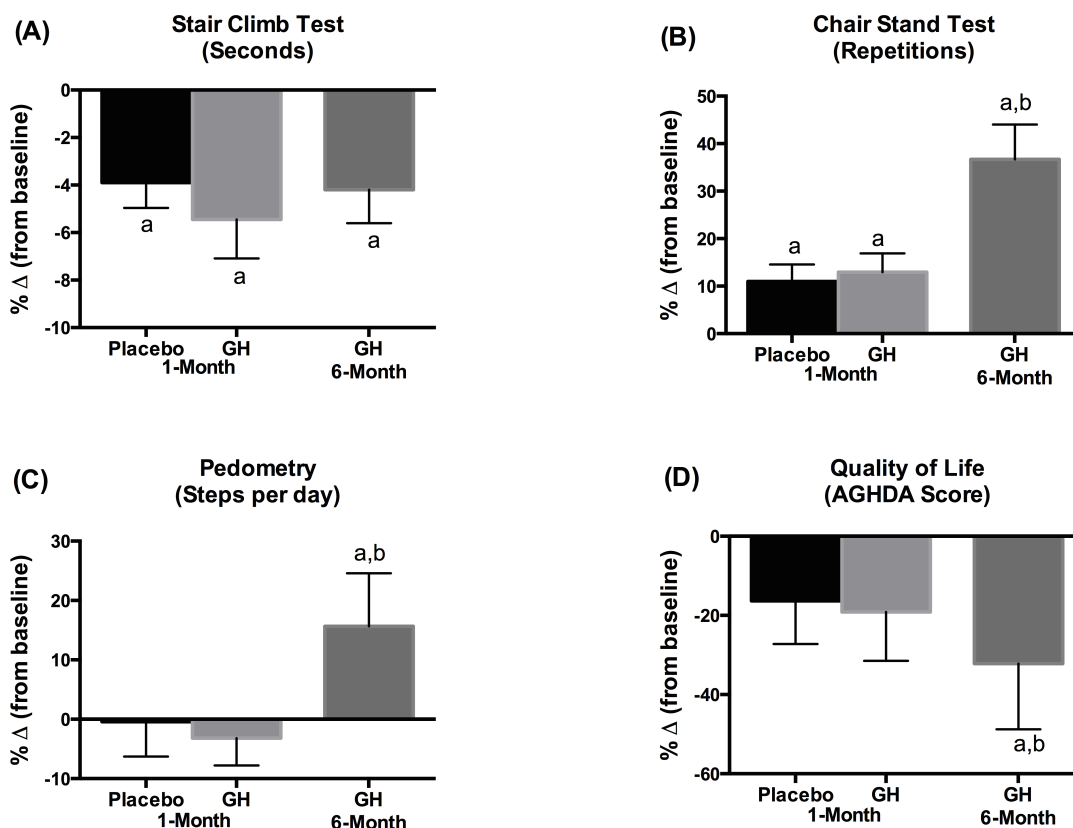 (A)
Stair Climb Test
(Seconds)
% Δ (from baseline)
0
-2
-4
-6
-8
-10
a
a
a
Placebo GH GH
1-Month 6-Month
(B)
Chair Stand Test
(Repetitions)
% Δ (from baseline)
50
40
30
20
10
0
a
a
a,b
Placebo GH GH
1-Month 6-Month
(C)
Pedometry
(Steps per day)
% Δ (from baseline)
30
20
10
0
-10
a,b
Placebo GH GH
1-Month 6-Month
(D)
Quality of Life
(AGHDA Score)
% Δ (from baseline)
0
-20
-40
-60
a,b
Placebo GH GH
1-Month 6-Month